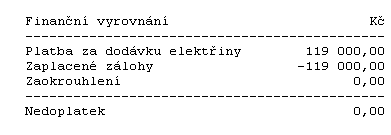 Finanční vyrovnání Kč
Platba za dodávku elektřiny 119 000,00
Zaplacené zálohy -119 000,00
Zaokrouhlení 0,00
Nedoplatek 0,00